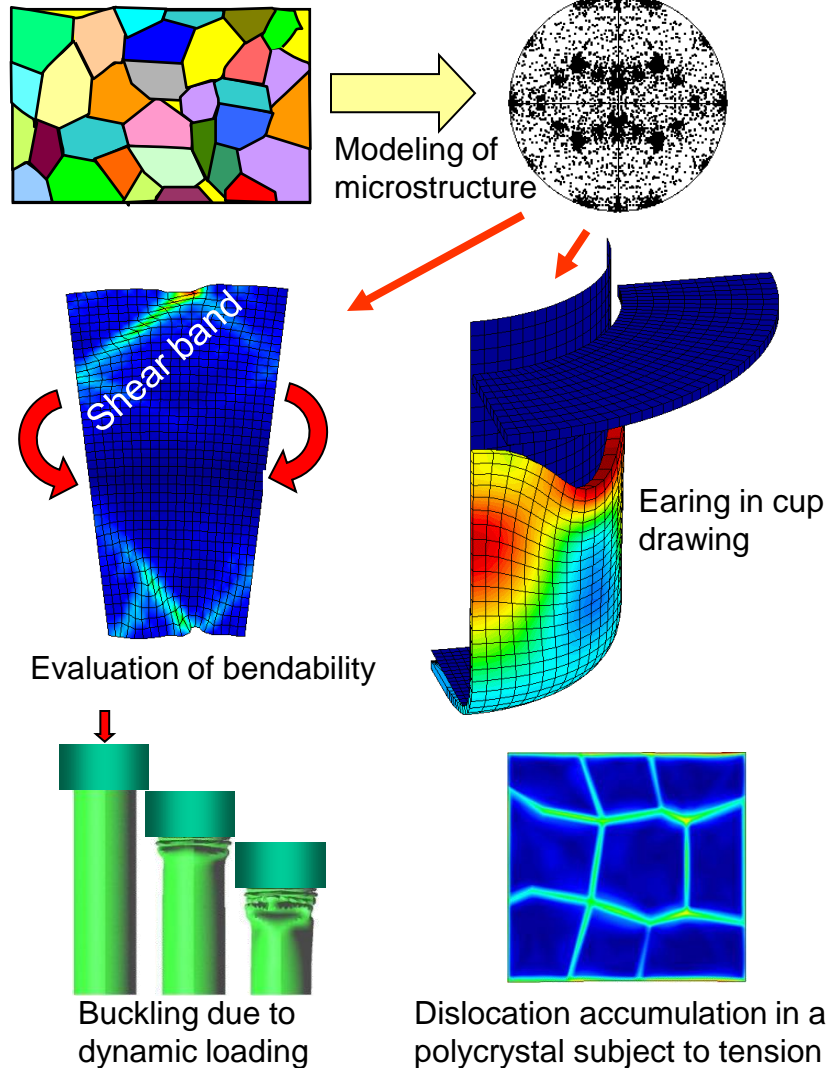 Modeling of
microstructure
Shear band
Earing in cup
drawing
Evaluation of bendability
Buckling due to
dynamic loading
Dislocation accumulation in a
polycrystal subject to tension